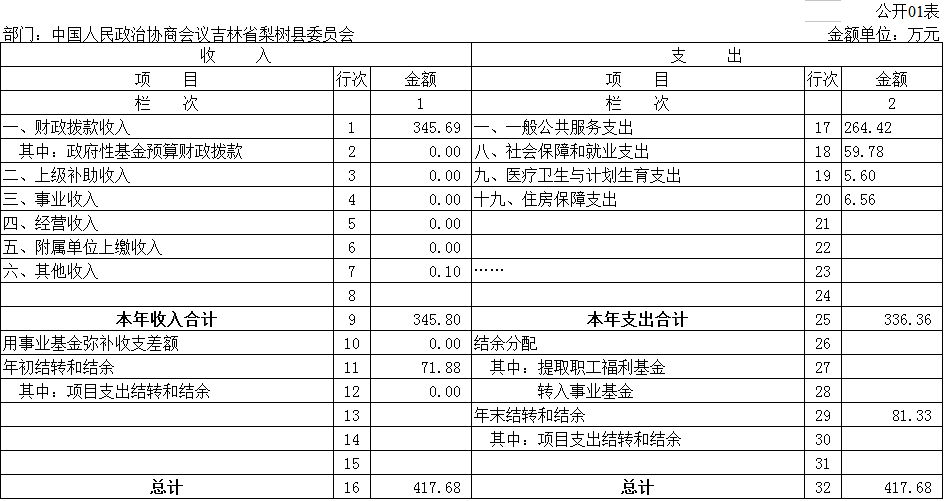 公开01表
部门：中国人民政治协商会议吉林省梨树县委员会 金额单位：万元
收 入 支 出
项 目 行次 金额 项 目 行次 金额
栏 次 1 栏 次 2
一、财政拨款收入 1 345.69 一、一般公共服务支出 17 264.42
其中：政府性基金预算财政拨款 2 0.00 八、社会保障和就业支出 18 59.78
二、上级补助收入 3 0.00 九、医疗卫生与计划生育支出 19 5.60
三、事业收入 4 0.00 十九、住房保障支出 20 6.56
四、经营收入 5 0.00 21
五、附属单位上缴收入 6 0.00 22
六、其他收入 7 0.10 …… 23
8 24
本年收入合计 9 345.80 本年支出合计 25 336.36
用事业基金弥补收支差额 10 0.00 结余分配 26
年初结转和结余 11 71.88 其中：提取职工福利基金 27
其中：项目支出结转和结余 12 0.00 转入事业基金 28
13 年末结转和结余 29 81.33
14 其中：项目支出结转和结余 30
15 31
总计 16 417.68 总计 32 417.68